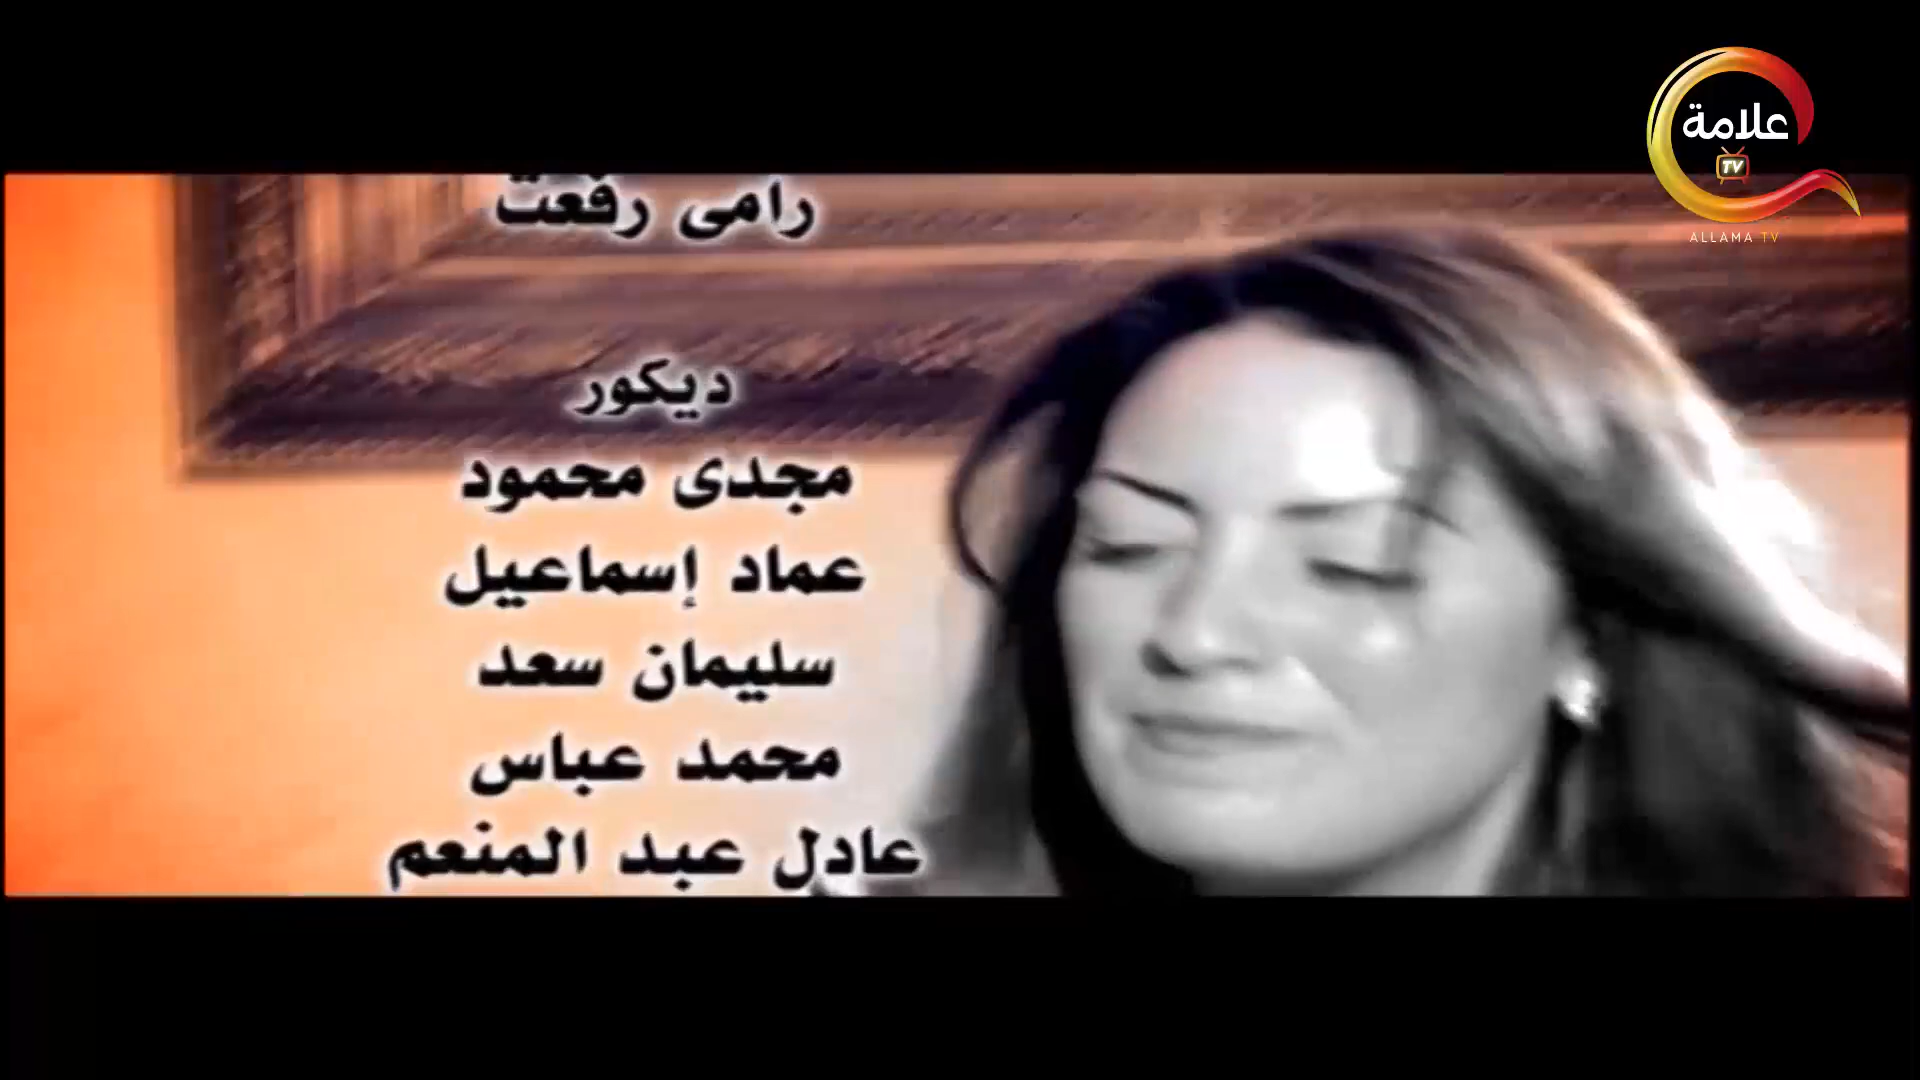 علامة
TV
ALLAMA TV
رامى رفعت
ديكور
مجدى محمود
عماد إسماعيل
سليمان سعد
محمد عباس
عادل عبد المنعم